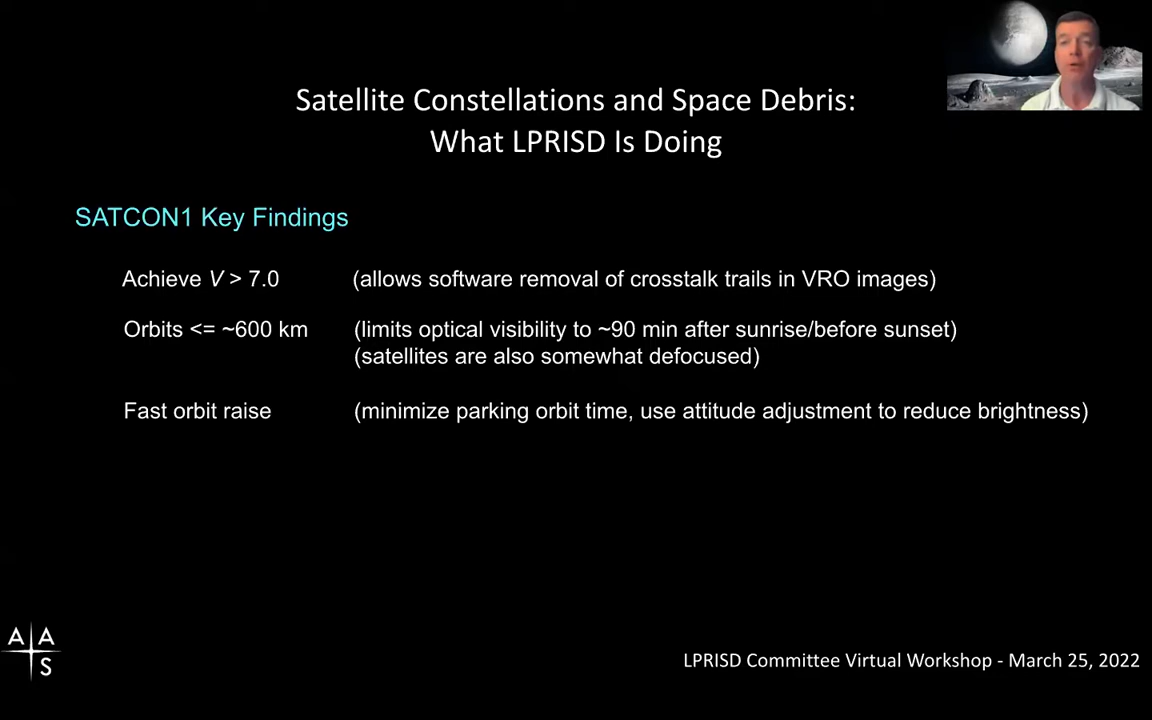 Satellite Constellations and Space Debris:
What LPRISD Is Doing
SATCON1 Key Findings
Achieve V > 7.0 (allows software removal of crosstalk trails in VRO images)
Orbits <= ~600 km (limits optical visibility to ~90 min after sunrise/before sunset)
(satellites are also somewhat defocused)
Fast orbit raise (minimize parking orbit time, use attitude adjustment to reduce brightness)
A A
S
LPRISD Committee Virtual Workshop - March 25, 2022